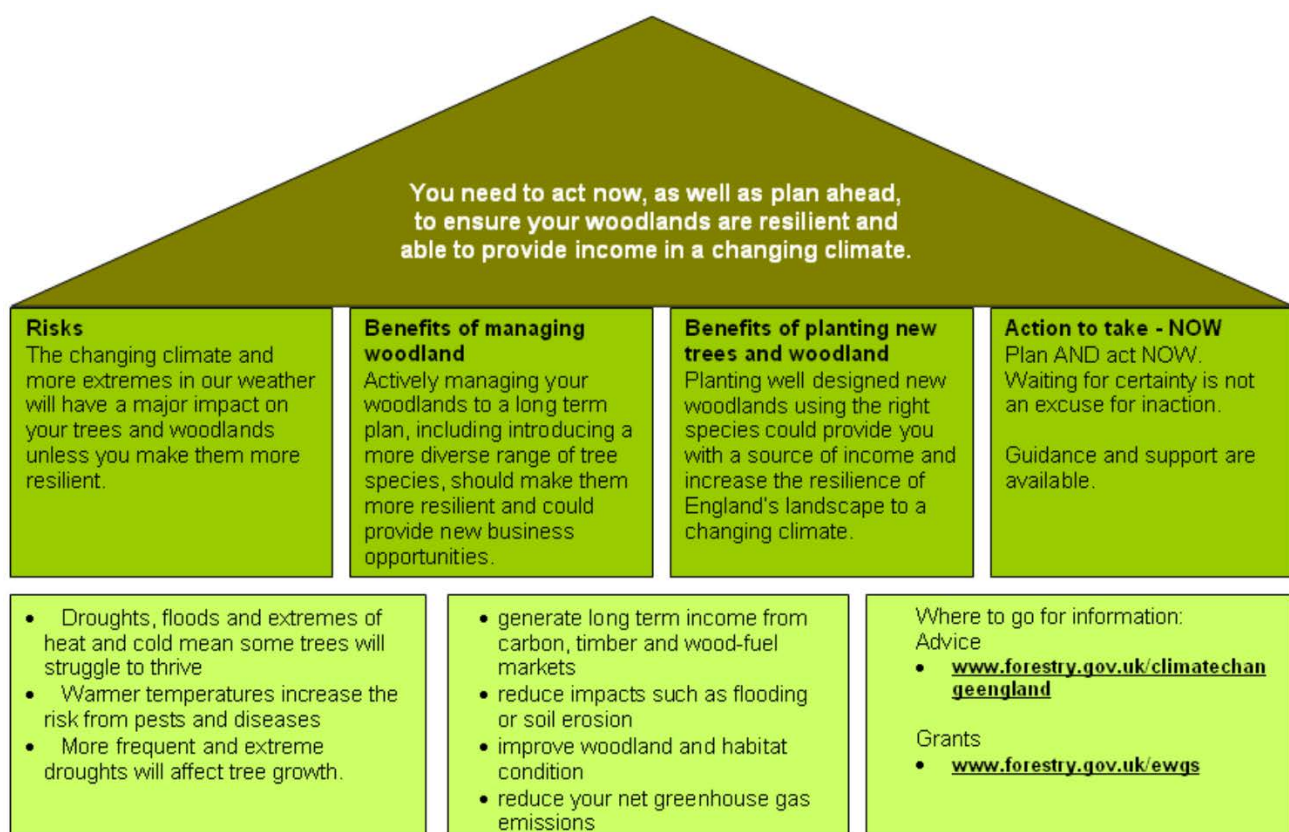 You need to act now, as well as plan ahead,
to ensure your woodlands are resilient and
able to provide income in a changing climate.
Risks
The changing climate and
more extremes in our weather
will have a major impact on
your trees and woodlands
unless you make them more
resilient.
Benefits of managing
woodland
Actively managing your
woodlands to a long term
plan, including introducing a
more diverse range of tree
species, should make them
more resilient and could
provide new business
opportunities.
Benefits of planting new
trees and woodland
Planting well designed new
woodlands using the right
species could provide you
with a source of income and
increase the resilience of
England's landscape to a
changing climate.
Action to take - NOW
Plan AND act NOW.
Waiting for certainty is not
an excuse for inaction.
Guidance and support are
available.
• Droughts, floods and extremes of
heat and cold mean some trees will
struggle to thrive
• Warmer temperatures increase the
risk from pests and diseases
• More frequent and extreme
droughts will affect tree growth.
• generate long term income from
carbon, timber and wood-fuel
markets
• reduce impacts such as flooding
or soil erosion
• improve woodland and habitat
condition
• reduce your net greenhouse gas
emissions
Where to go for information:
Advice
• www.forestry.gov.uk/climatechan
geengland
Grants
• www.forestry.gov.uk/ewgs